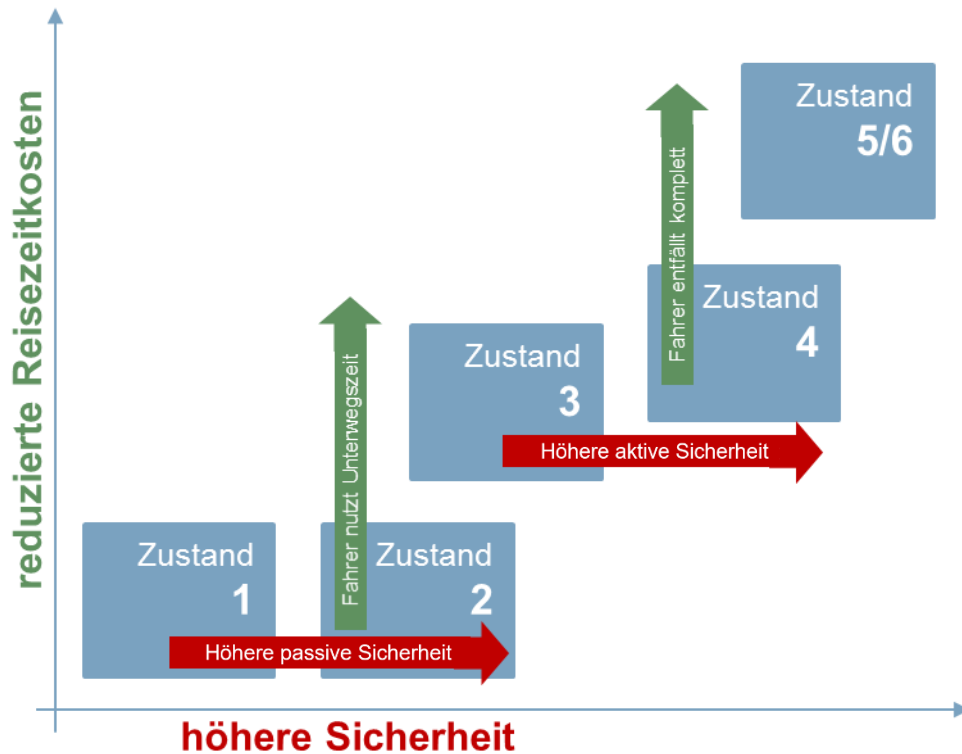 reduzierte Reisezeitkosten
Zustand
5/6
Fahrer entfällt komplett
Zustand
4
Zustand
3
Höhere aktive Sicherheit
Fahrer nutzt Unterwegszeit
Zustand
1
Zustand
2
Höhere passive Sicherheit
höhere Sicherheit